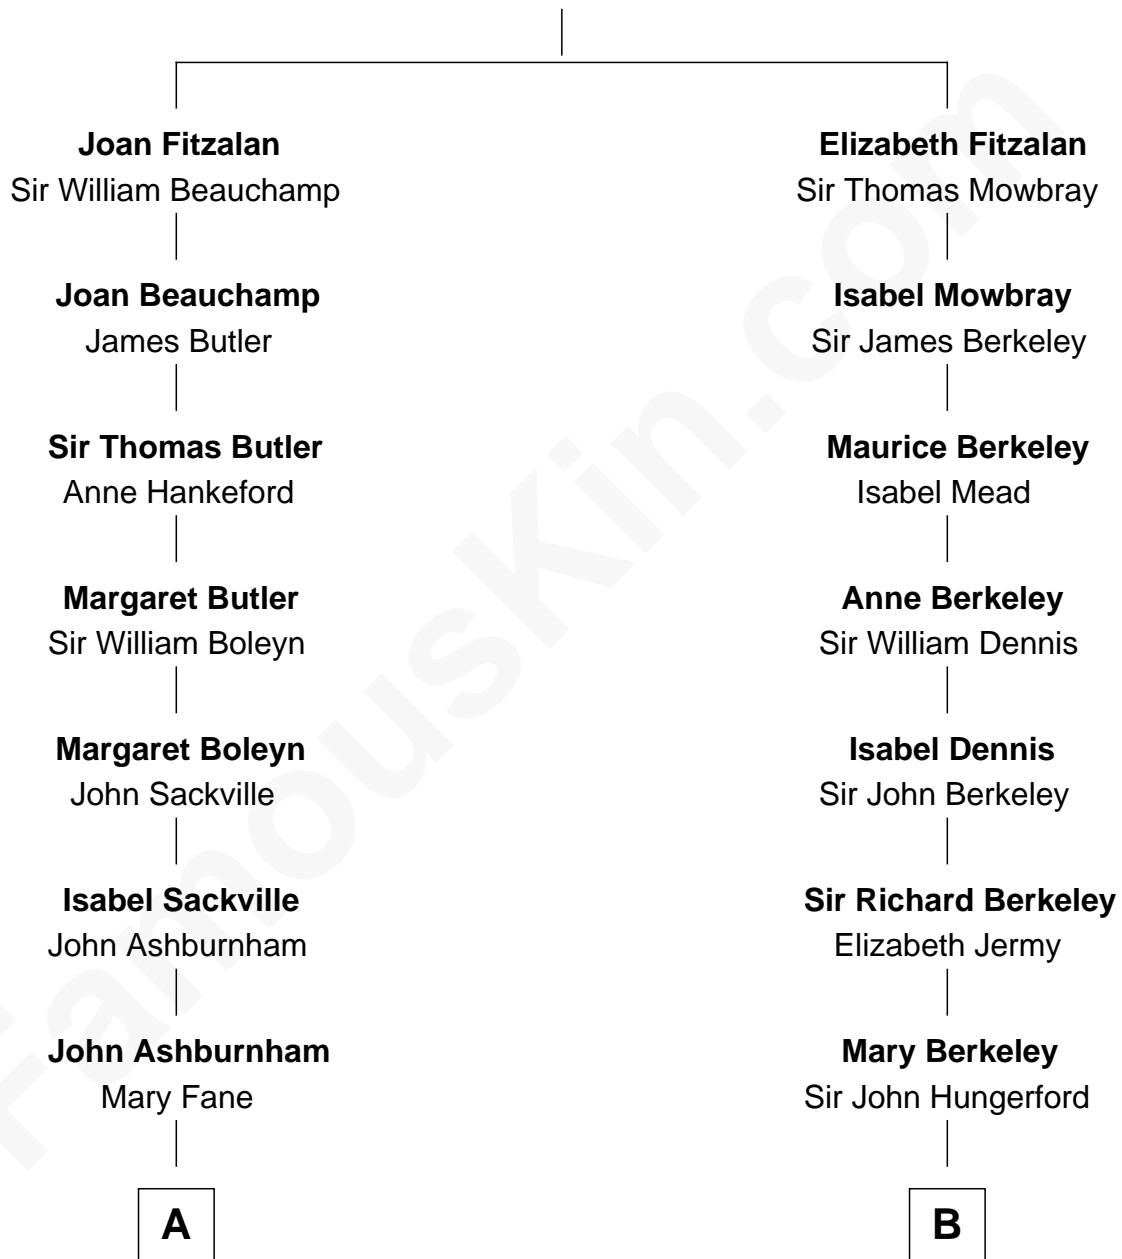 Joan Fitzalan
Sir William Beauchamp
Elizabeth Fitzalan
Sir Thomas Mowbray
Joan Beauchamp
James Butler
Isabel Mowbray
Sir James Berkeley
Sir Thomas Butler
Anne Hankeford
Maurice Berkeley
Isabel Mead
Margaret Butler
Sir William Boleyn
Anne Berkeley
Sir William Dennis
Margaret Boleyn
John Sackville
Isabel Dennis
Sir John Berkeley
Isabel Sackville
John Ashburnham
Sir Richard Berkeley
Elizabeth Jermy
John Ashburnham
Mary Fane
Mary Berkeley
Sir John Hungerford
A
B
FamousKin.com